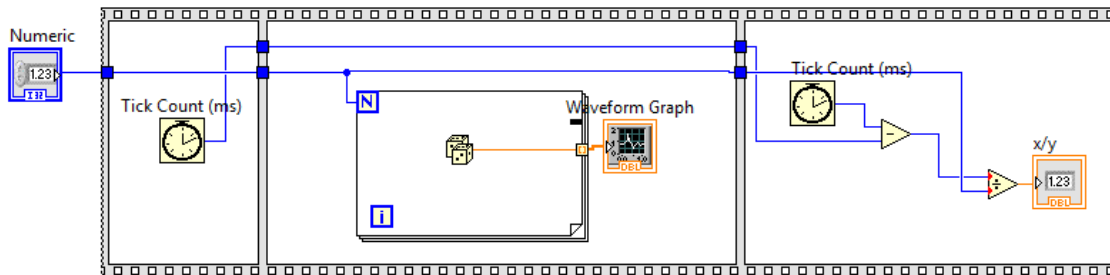 Numeric
1.23
I32
Tick Count (ms)
N
i
Waveform Graph
DBL
Tick Count (ms)
x/y
1.23
DBL